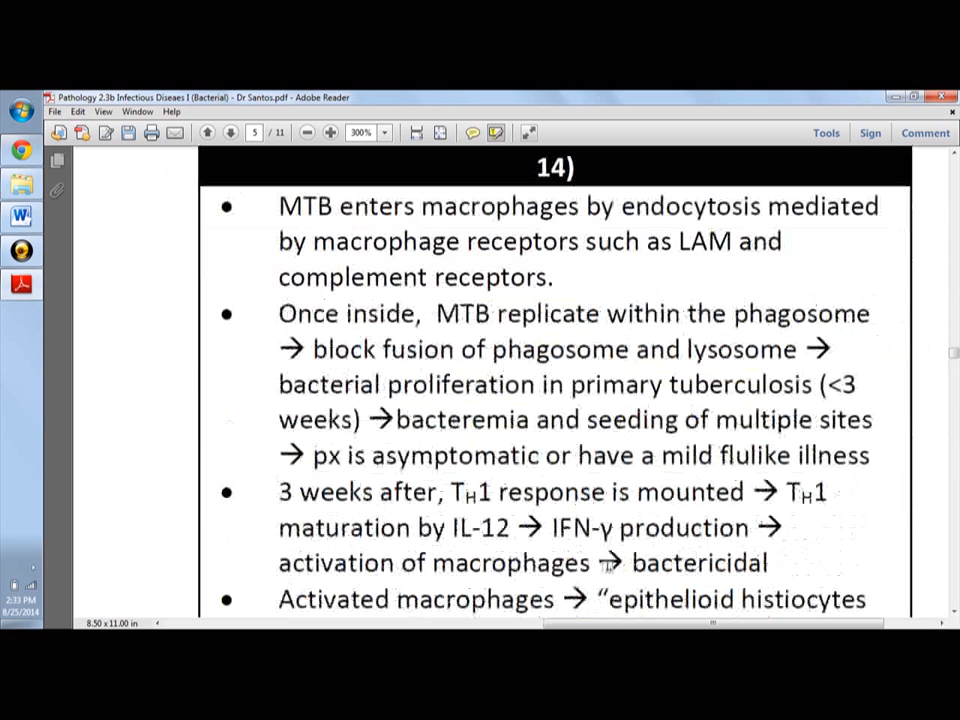 Pathology 2.3b Infectious Diseaes I (Bacterial) - Dr Santos.pdf - Adobe Reader
File Edit View Window Help
5 / 11 300% Tools Sign Comment
14)
• MTB enters macrophages by endocytosis mediated
by macrophage receptors such as LAM and
complement receptors.
• Once inside, MTB replicate within the phagosome
→ block fusion of phagosome and lysosome →
bacterial proliferation in primary tuberculosis (<3
weeks) →bacteremia and seeding of multiple sites
→ px is asymptomatic or have a mild flulike illness
• 3 weeks after, TH1 response is mounted → TH1
maturation by IL-12 → IFN-γ production →
activation of macrophages → bactericidal
• Activated macrophages → “epithelioid histiocytes
2:33 PM
8/25/2014
8.50 x 11.00 in